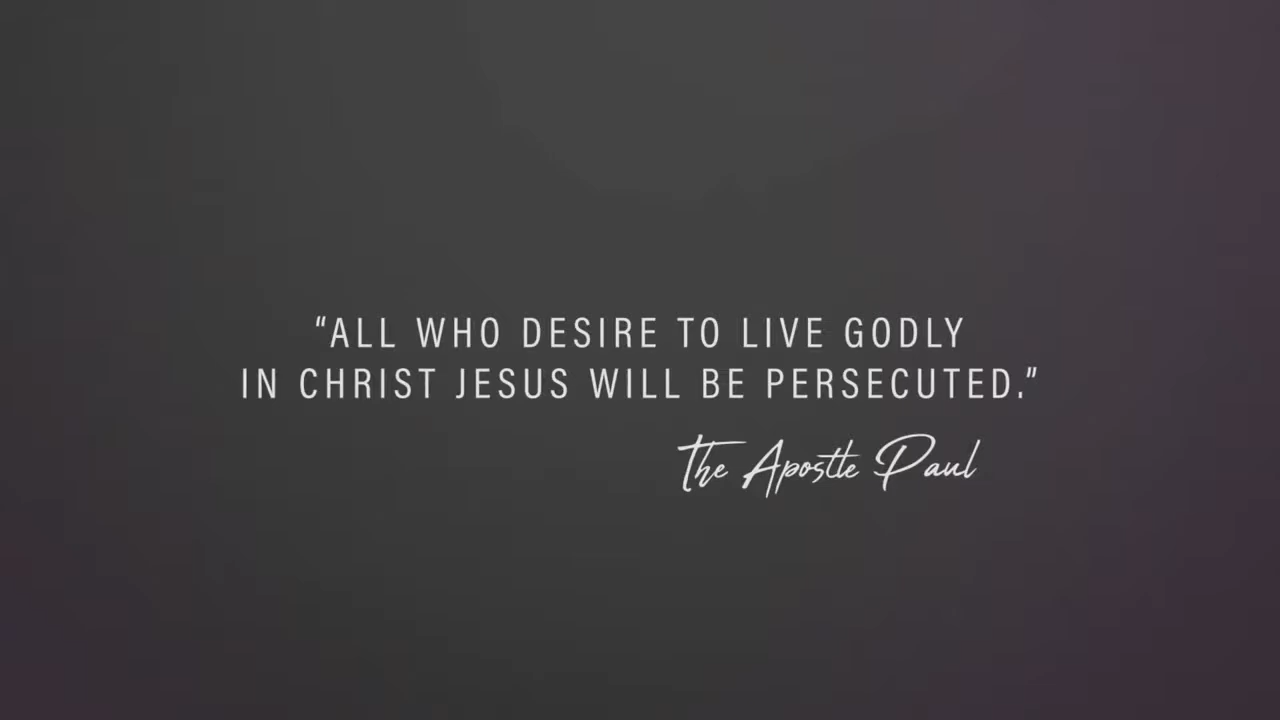 "ALL WHO DESIRE TO LIVE GODLY
IN CHRIST JESUS WILL BE PERSECUTED."
The Apostle Paul